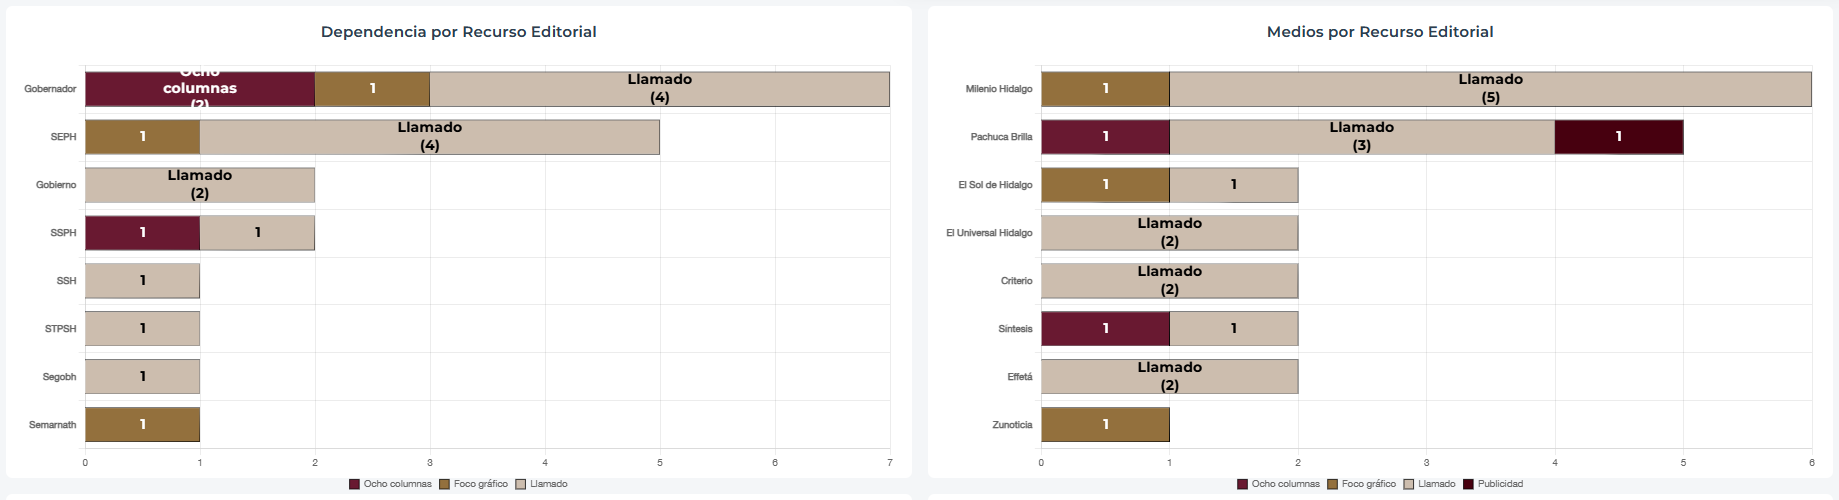 Dependencia por Recurso Editorial
Gobernador
Ocho
columnas
(2)
1
Llamado
(4)
SEPH
1
Llamado
(4)
Gobierno
Llamado
(2)
SSPH
1
1
SSH
1
STPSH
1
Segobh
1
Semarnath
1
0 1 2 3 4 5 6 7
Ocho columnas Foco gráfico Llamado
Medios por Recurso Editorial
Milenio Hidalgo
1
Llamado
(5)
Pachuca Brilla
1
Llamado
(3)
1
El Sol de Hidalgo
1
1
El Universal Hidalgo
Llamado
(2)
Criterio
Llamado
(2)
Síntesis
1
1
Effetá
Llamado
(2)
Zunoticia
1
0 1 2 3 4 5 6
Ocho columnas Foco gráfico Llamado Publicidad